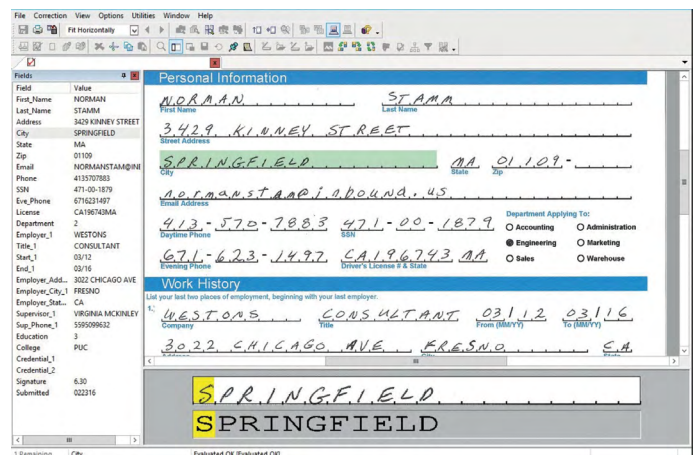 File Correction View Options Utilities Window Help
Fit Horizontally
Fields
Field Value
First_Name NORMAN
Last_Name STAMM
Address 3429 KINNEY STREET
City SPRINGFIELD
State MA
Zip 01109
Email NORMANSTAM@INI
Phone 4135707883
SSN 471-00-1879
Eve_Phone 6716231497
License CA196743MA
Department 2
Employer_1 WESTONS
Title_1 CONSULTANT
Start_1 03/12
End_1 03/16
Employer_Add... 3022 CHICAGO AVE
Employer_City_1 FRESNO
Employer_Stat... CA
Supervisor_1 VIRGINIA MCKINLEY
Sup_Phone_1 5595099632
Education 3
College PUC
Credential_1
Credential_2
Signature 6.30
Submitted 022316
Personal Information
NORMAN STAMM
First Name Last Name
3429 KINNEY STREET
Street Address
SPRINGFIELD MA 01109-
City State Zip
normanstam@inbound.us
Email Address
413-570-7883 471-00-1879
Daytime Phone SSN
671-623-1497 CA196743 MA
Evening Phone Driver's License # & State
Department Applying To:
Accounting Administration
Engineering Marketing
Sales Warehouse
Work History
List your last two places of employment, beginning with your last employer.
1. WESTONS CONSULTANT 03/12 03/16
Company Title From (MM/YY) To (MM/YY)
3022 CHICAGO AVE FRESNO CA
SPRINGFIELD
SPRINGFIELD
1 Remaining City Evaluated OK [Evaluated OK]